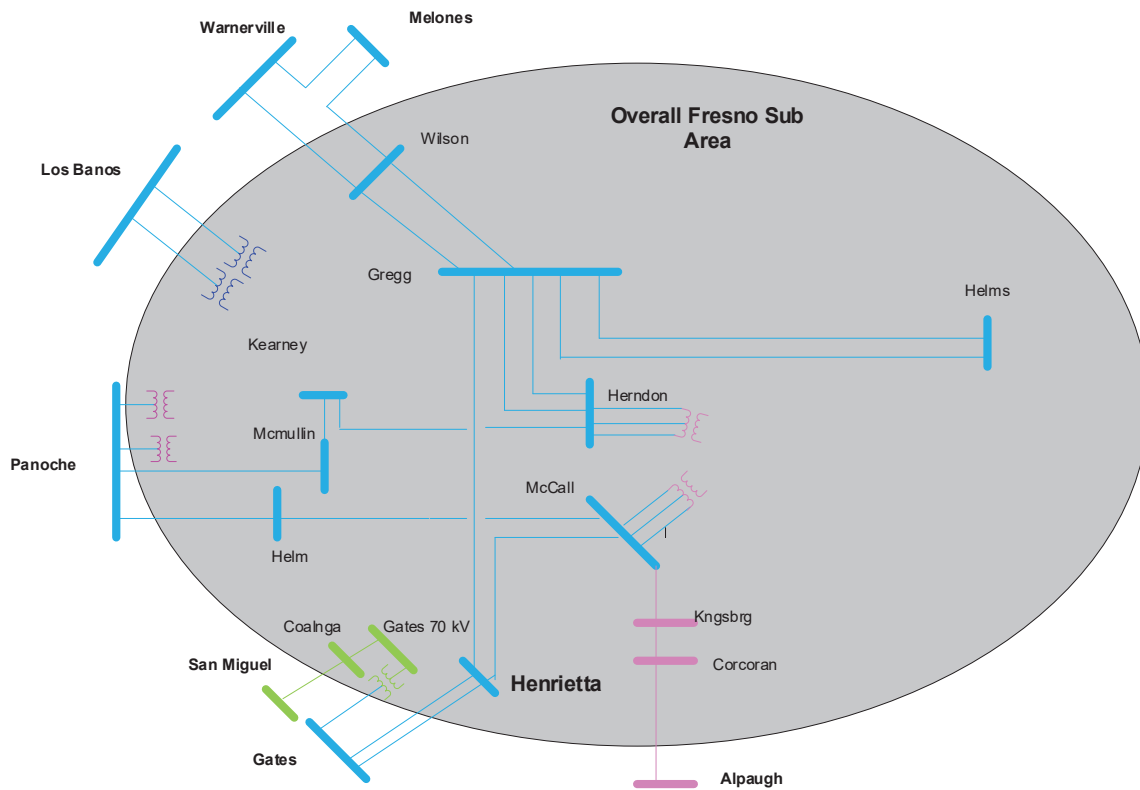 Melones
Warnerville
Overall Fresno Sub
Area
Wilson
Los Banos
Gregg
Helms
Kearney
Herndon
Mcmullin
Panoche
McCall
Helm
Kngsbrg
Coalnga
Gates 70 kV
San Miguel
Corcoran
Henrietta
Gates
Alpaugh